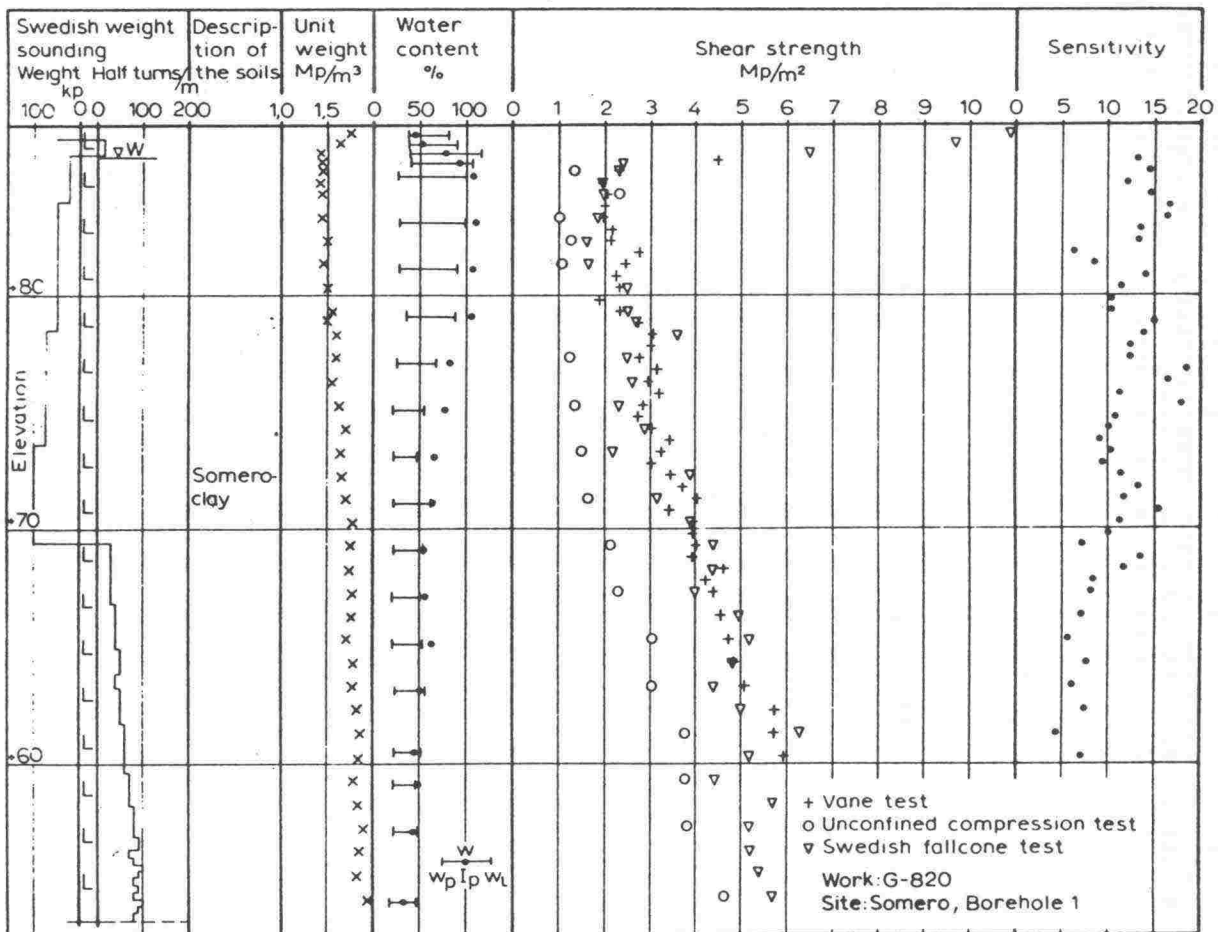 Swedish weight
sounding
Weight Half turns/m
kp
Descrip-
tion of
the soils
Unit
weight
Mp/m³
Water
content
%
Shear strength
Mp/m²
Sensitivity
100 0 0 100 200 1,0 1,5 0 50 100 0 1 2 3 4 5 6 7 8 9 10 0 5 10 15 20
L
W
L
L
L
+80
L
L
L
Elevation
L
Somero-
clay
L
+70
L
L
L
L
L
+60
L
L
L
w
wp Ip wL
+ Vane test
o Unconfined compression test
▽ Swedish fallcone test
Work: G-820
Site: Somero, Borehole 1